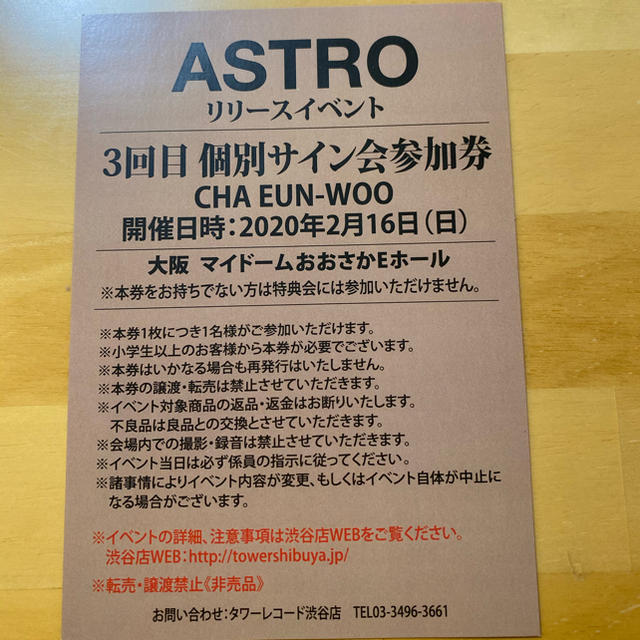 ASTRO
リリースイベント
3回目 個別サイン会参加券
CHA EUN-WOO
開催日時：2020年2月16日（日）
大阪 マイドームおおさかEホール
※本券をお持ちでない方は特典会には参加いただけません。
※本券1枚につき1名様がご参加いただけます。
※小学生以上のお客様から本券が必要でございます。
※本券はいかなる場合も再発行はいたしません。
※本券の譲渡・転売は禁止させていただきます。
※イベント対象商品の返品・返金はお断りいたします。
不良品は良品との交換とさせていただきます。
※会場内での撮影・録音は禁止させていただきます。
※イベント当日は必ず係員の指示に従ってください。
※諸事情によりイベント内容が変更、もしくはイベント自体が中止に
なる場合がございます。
※イベントの詳細、注意事項は渋谷店WEBをご覧ください。
渋谷店WEB：http://towershibuya.jp/
※転売・譲渡禁止《非売品》
お問い合わせ：タワーレコード渋谷店 TEL03-3496-3661